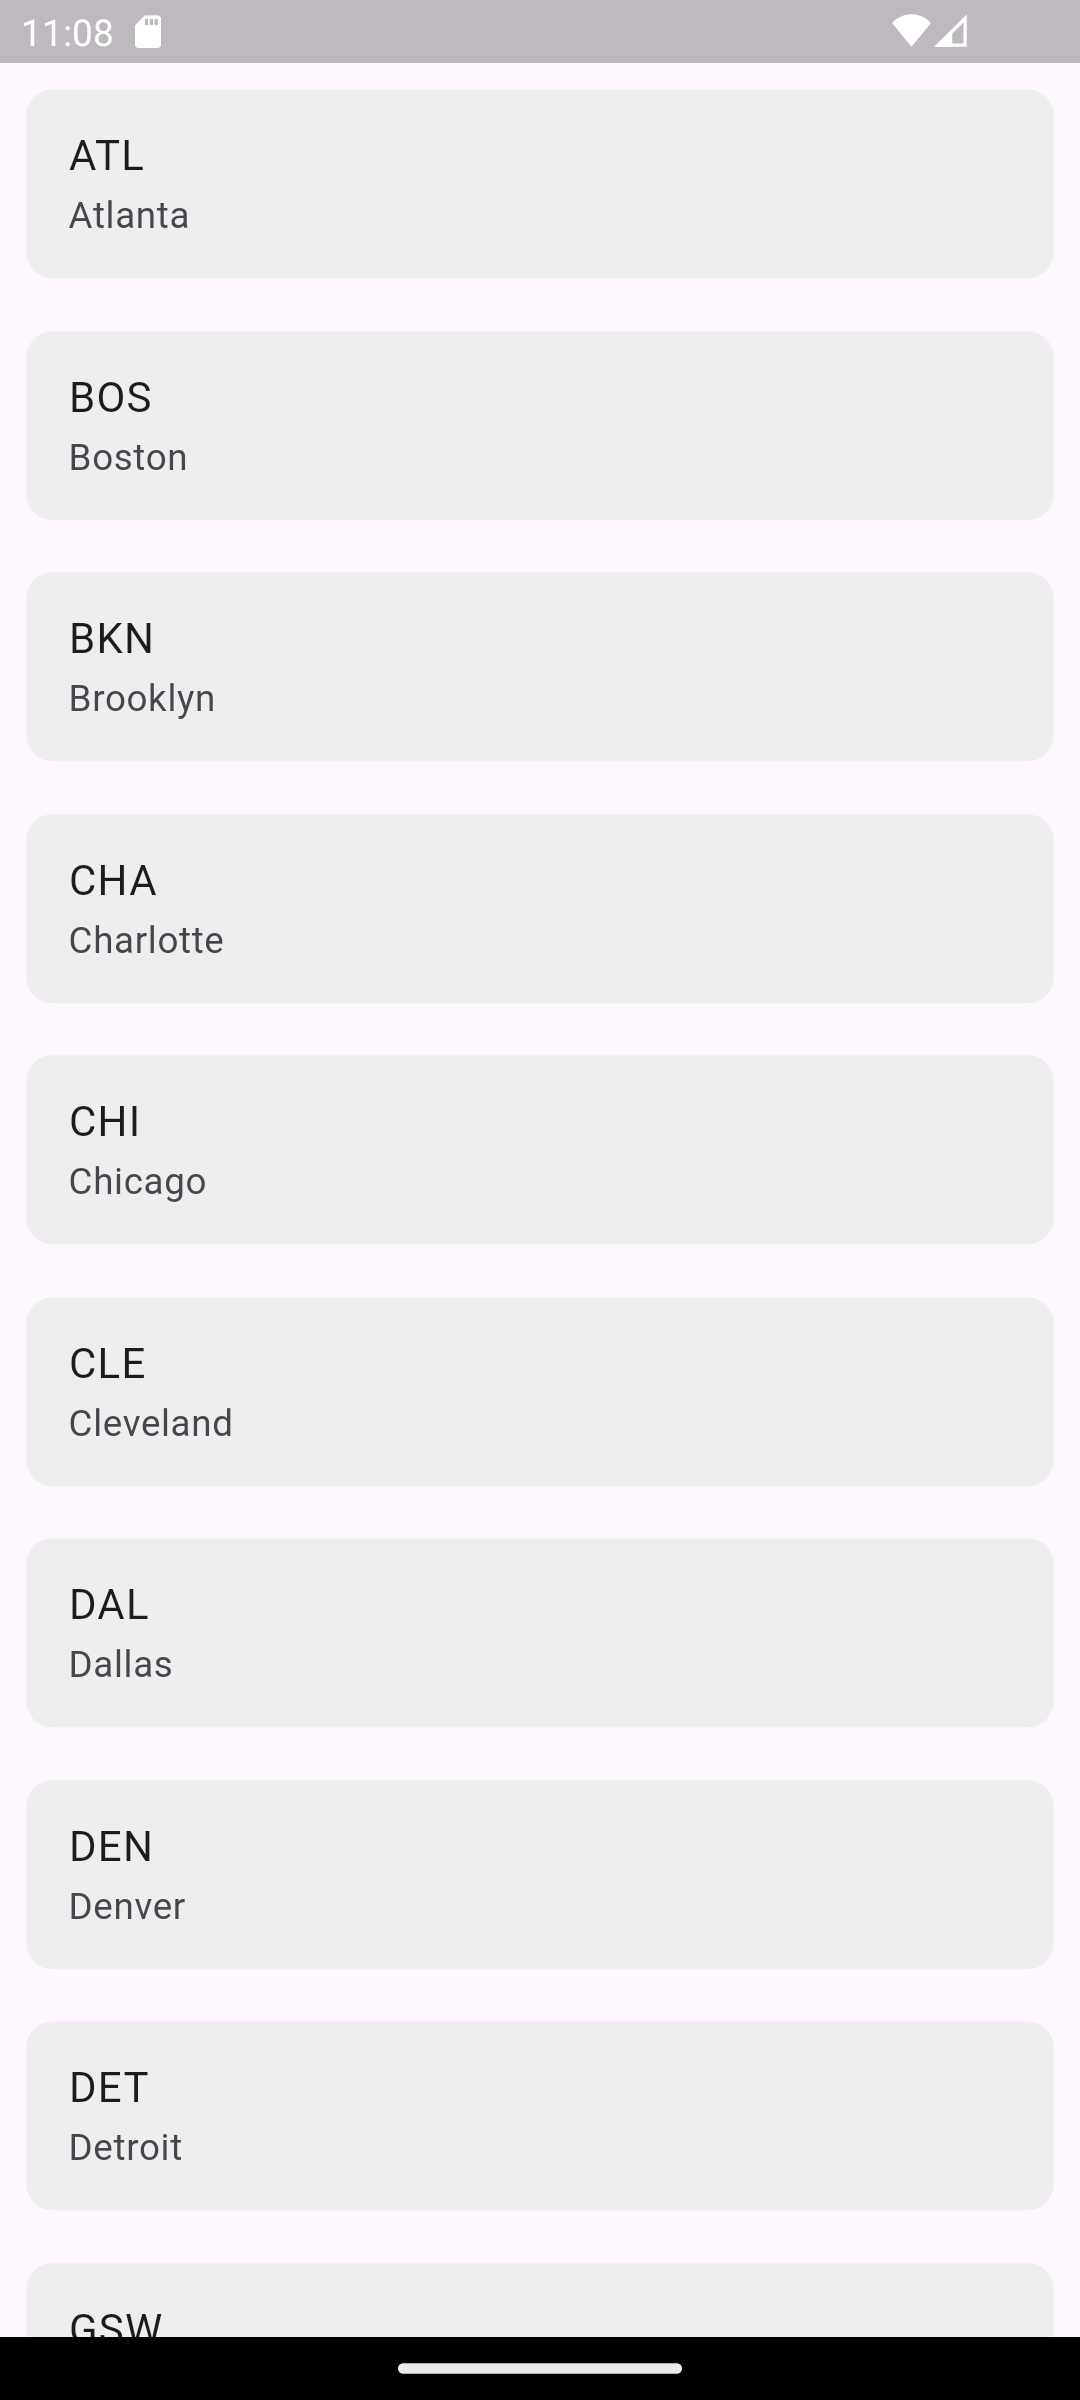 11:08
ATL
Atlanta
BOS
Boston
BKN
Brooklyn
CHA
Charlotte
CHI
Chicago
CLE
Cleveland
DAL
Dallas
DEN
Denver
DET
Detroit
GSW